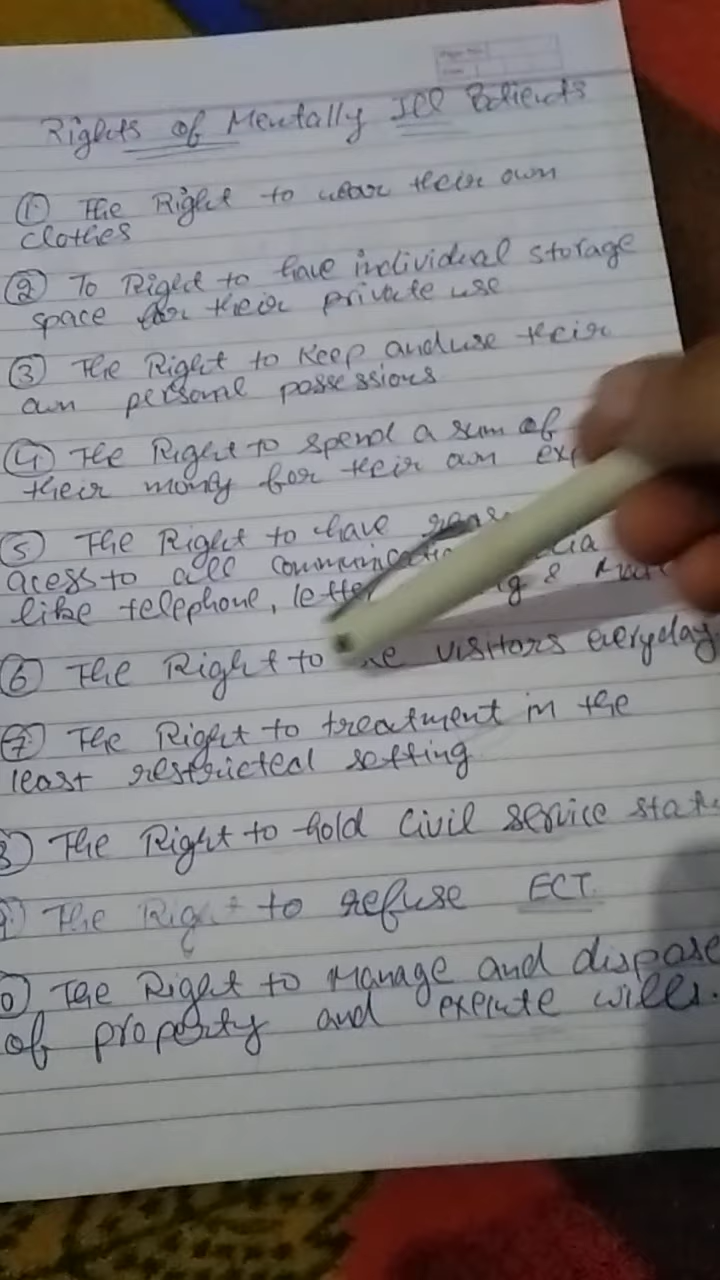 Rights of Mentally Ill Patients
① The Right to wear their own
clothes
② To Right to have individual storage
space for their private use
③ The Right to Keep and use their
own personal possessions
④ The Right to spend a sum of
their money for their own
⑤ The Right to have
acess to all
like telephone, & 
⑥ The Right to visitors everyday
⑦ The Right to treatment in the
least restricted setting
The Right to hold civil service
The Right to refuse ECT.
The Right to Manage and dispose
of property and execute wills.